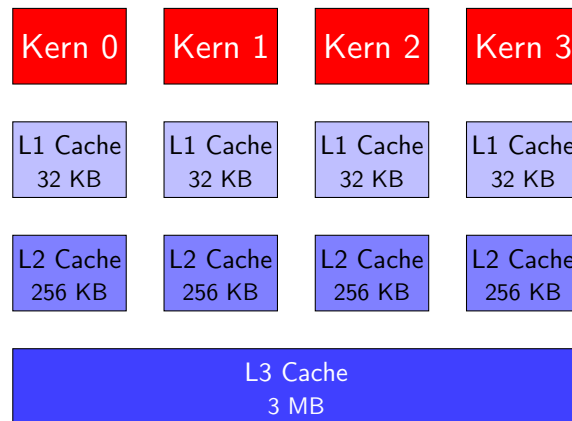 Kern 0 Kern 1 Kern 2 Kern 3
L1 Cache L1 Cache L1 Cache L1 Cache
32 KB 32 KB 32 KB 32 KB
L2 Cache L2 Cache L2 Cache L2 Cache
256 KB 256 KB 256 KB 256 KB
L3 Cache
3 MB